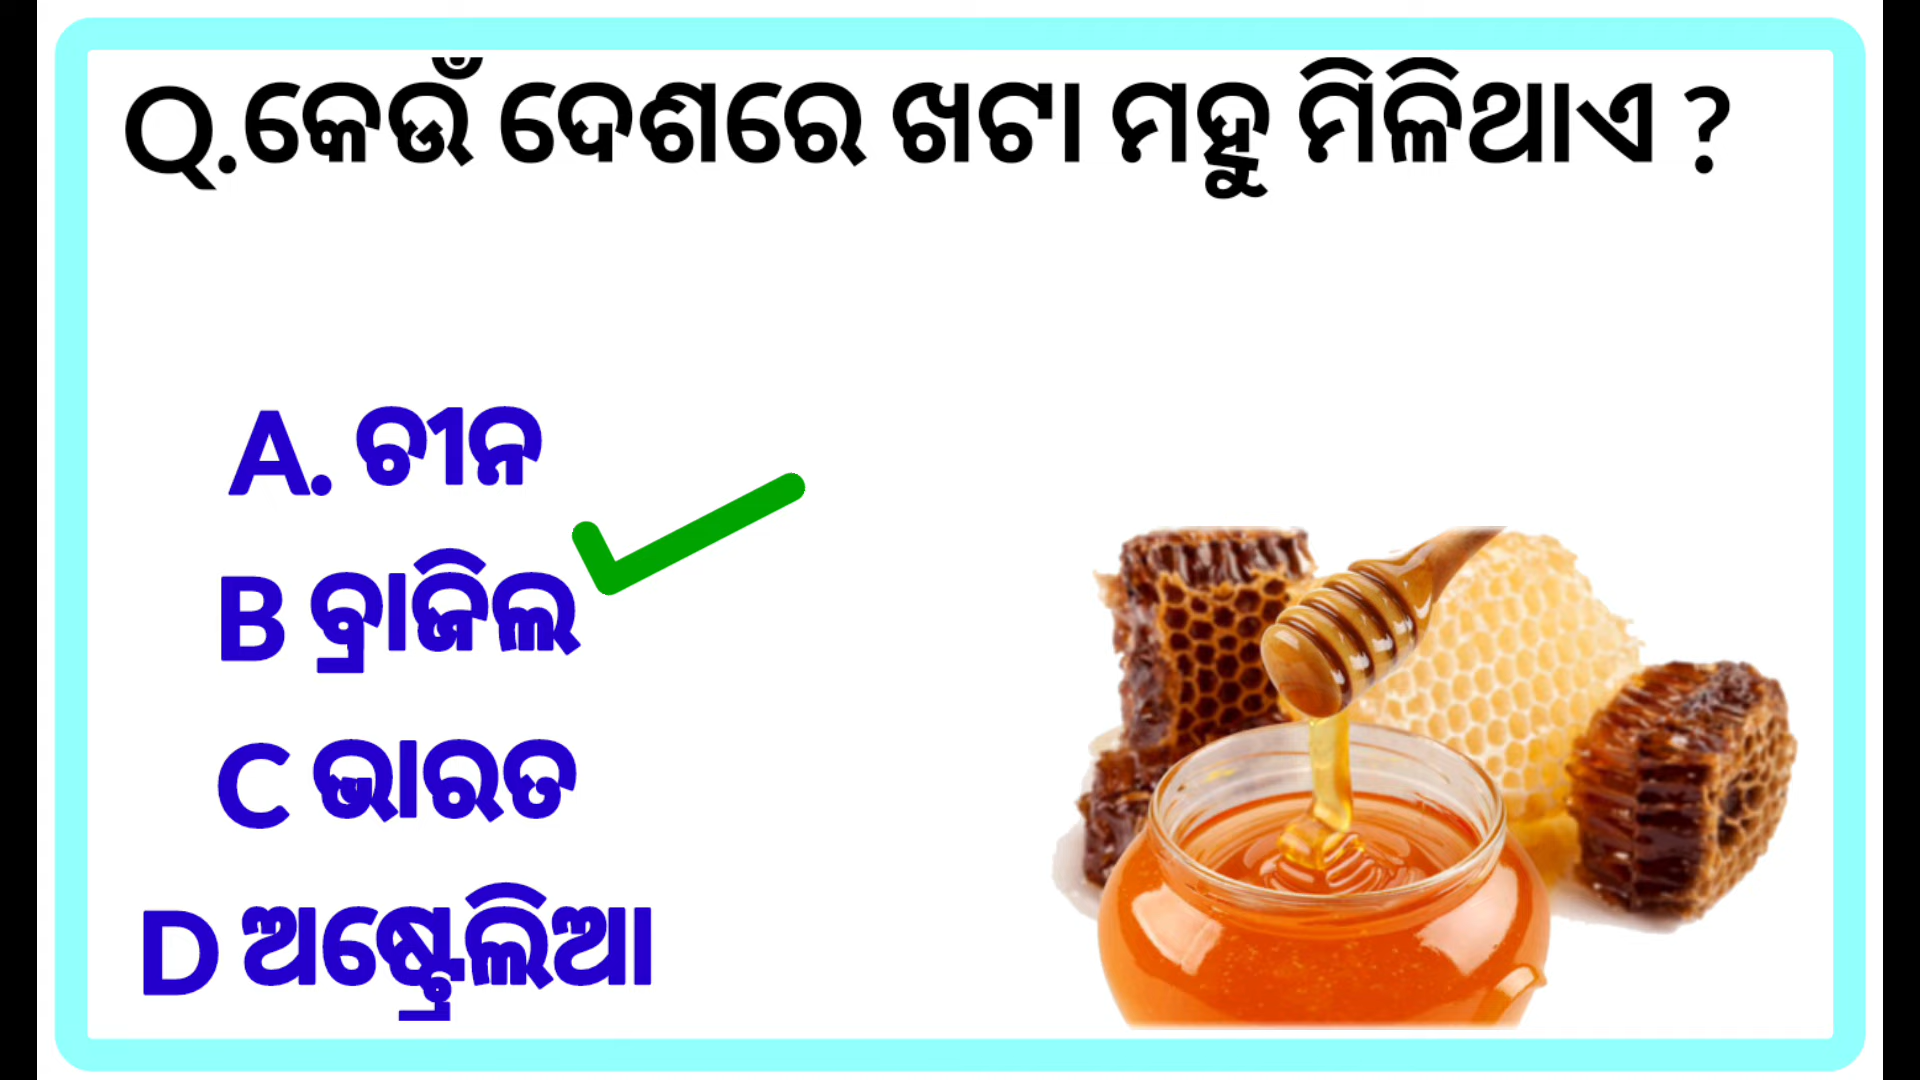 Q.କେଉଁ ଦେଶରେ ଖଟା ମହୁ ମିଳିଥାଏ ?
A. ଚୀନ
B ବ୍ରାଜିଲ
C ଭାରତ
D ଅଷ୍ଟ୍ରେଲିଆ